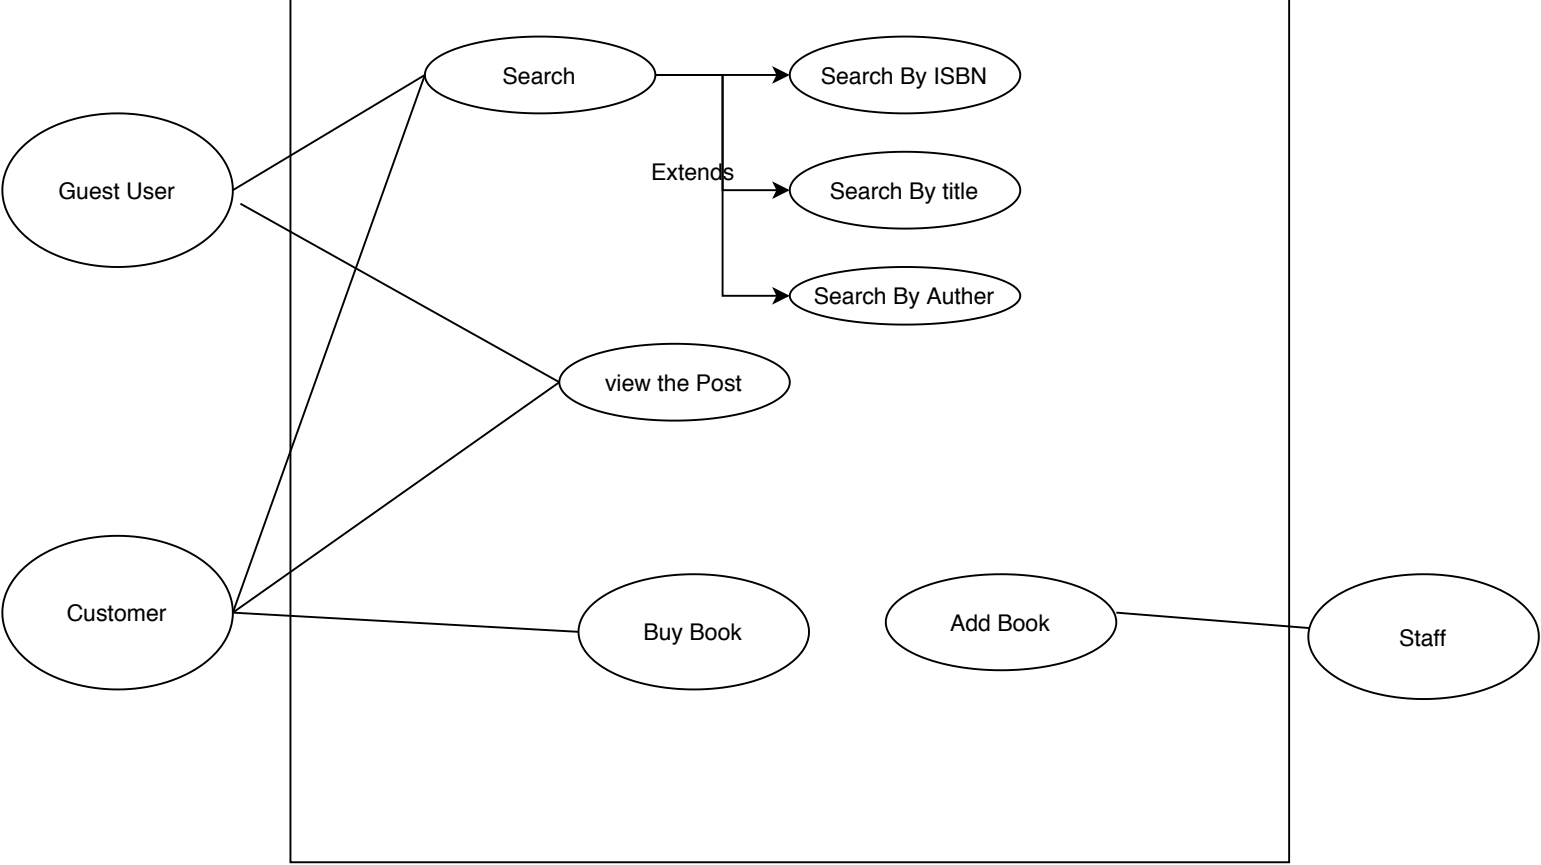 Search
Search By ISBN
Guest User
Extends
Search By title
Search By Auther
view the Post
Customer
Buy Book
Add Book
Staff